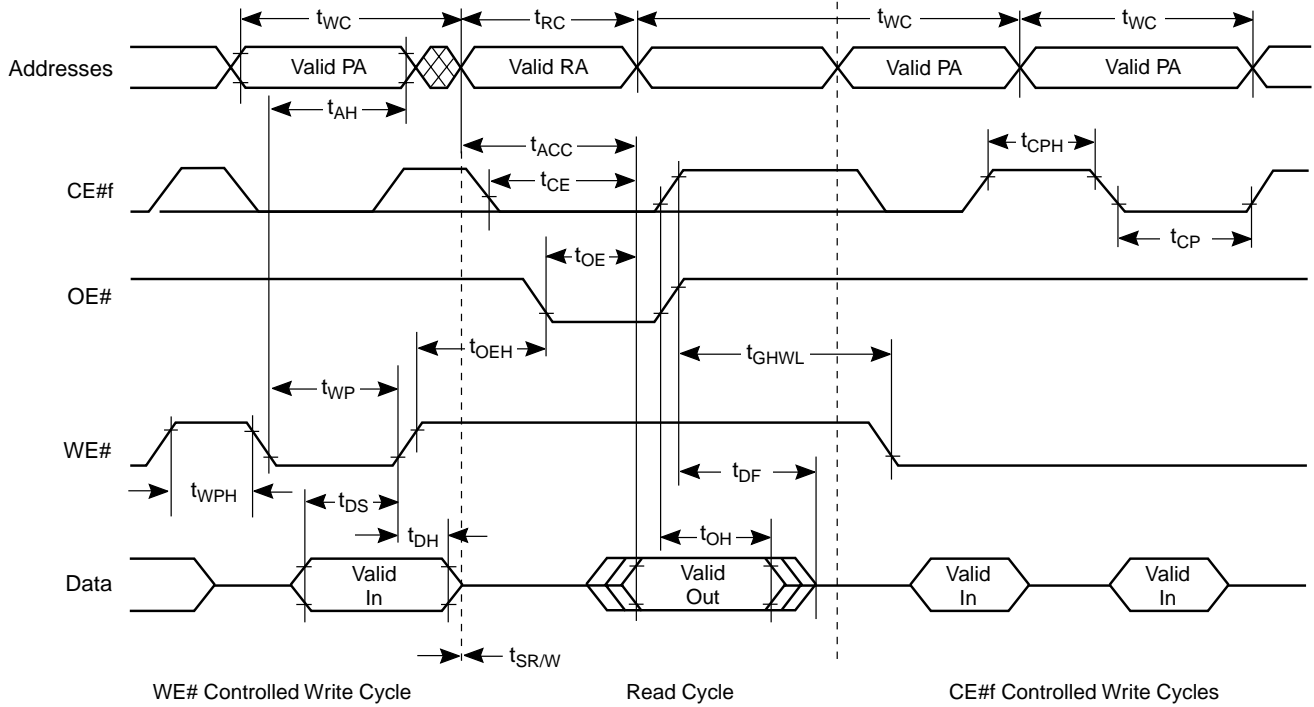 tWC tRC tWC tWC
Addresses Valid PA Valid RA Valid PA Valid PA
tAH
tACC tCPH
CE#f tCE
tCP
tOE
OE#
tOEH tGHWL
tWP
WE#
tDF
tWPH tDS
tDH tOH
Data Valid In Valid Out Valid In Valid In
tSR/W
WE# Controlled Write Cycle Read Cycle CE#f Controlled Write Cycles